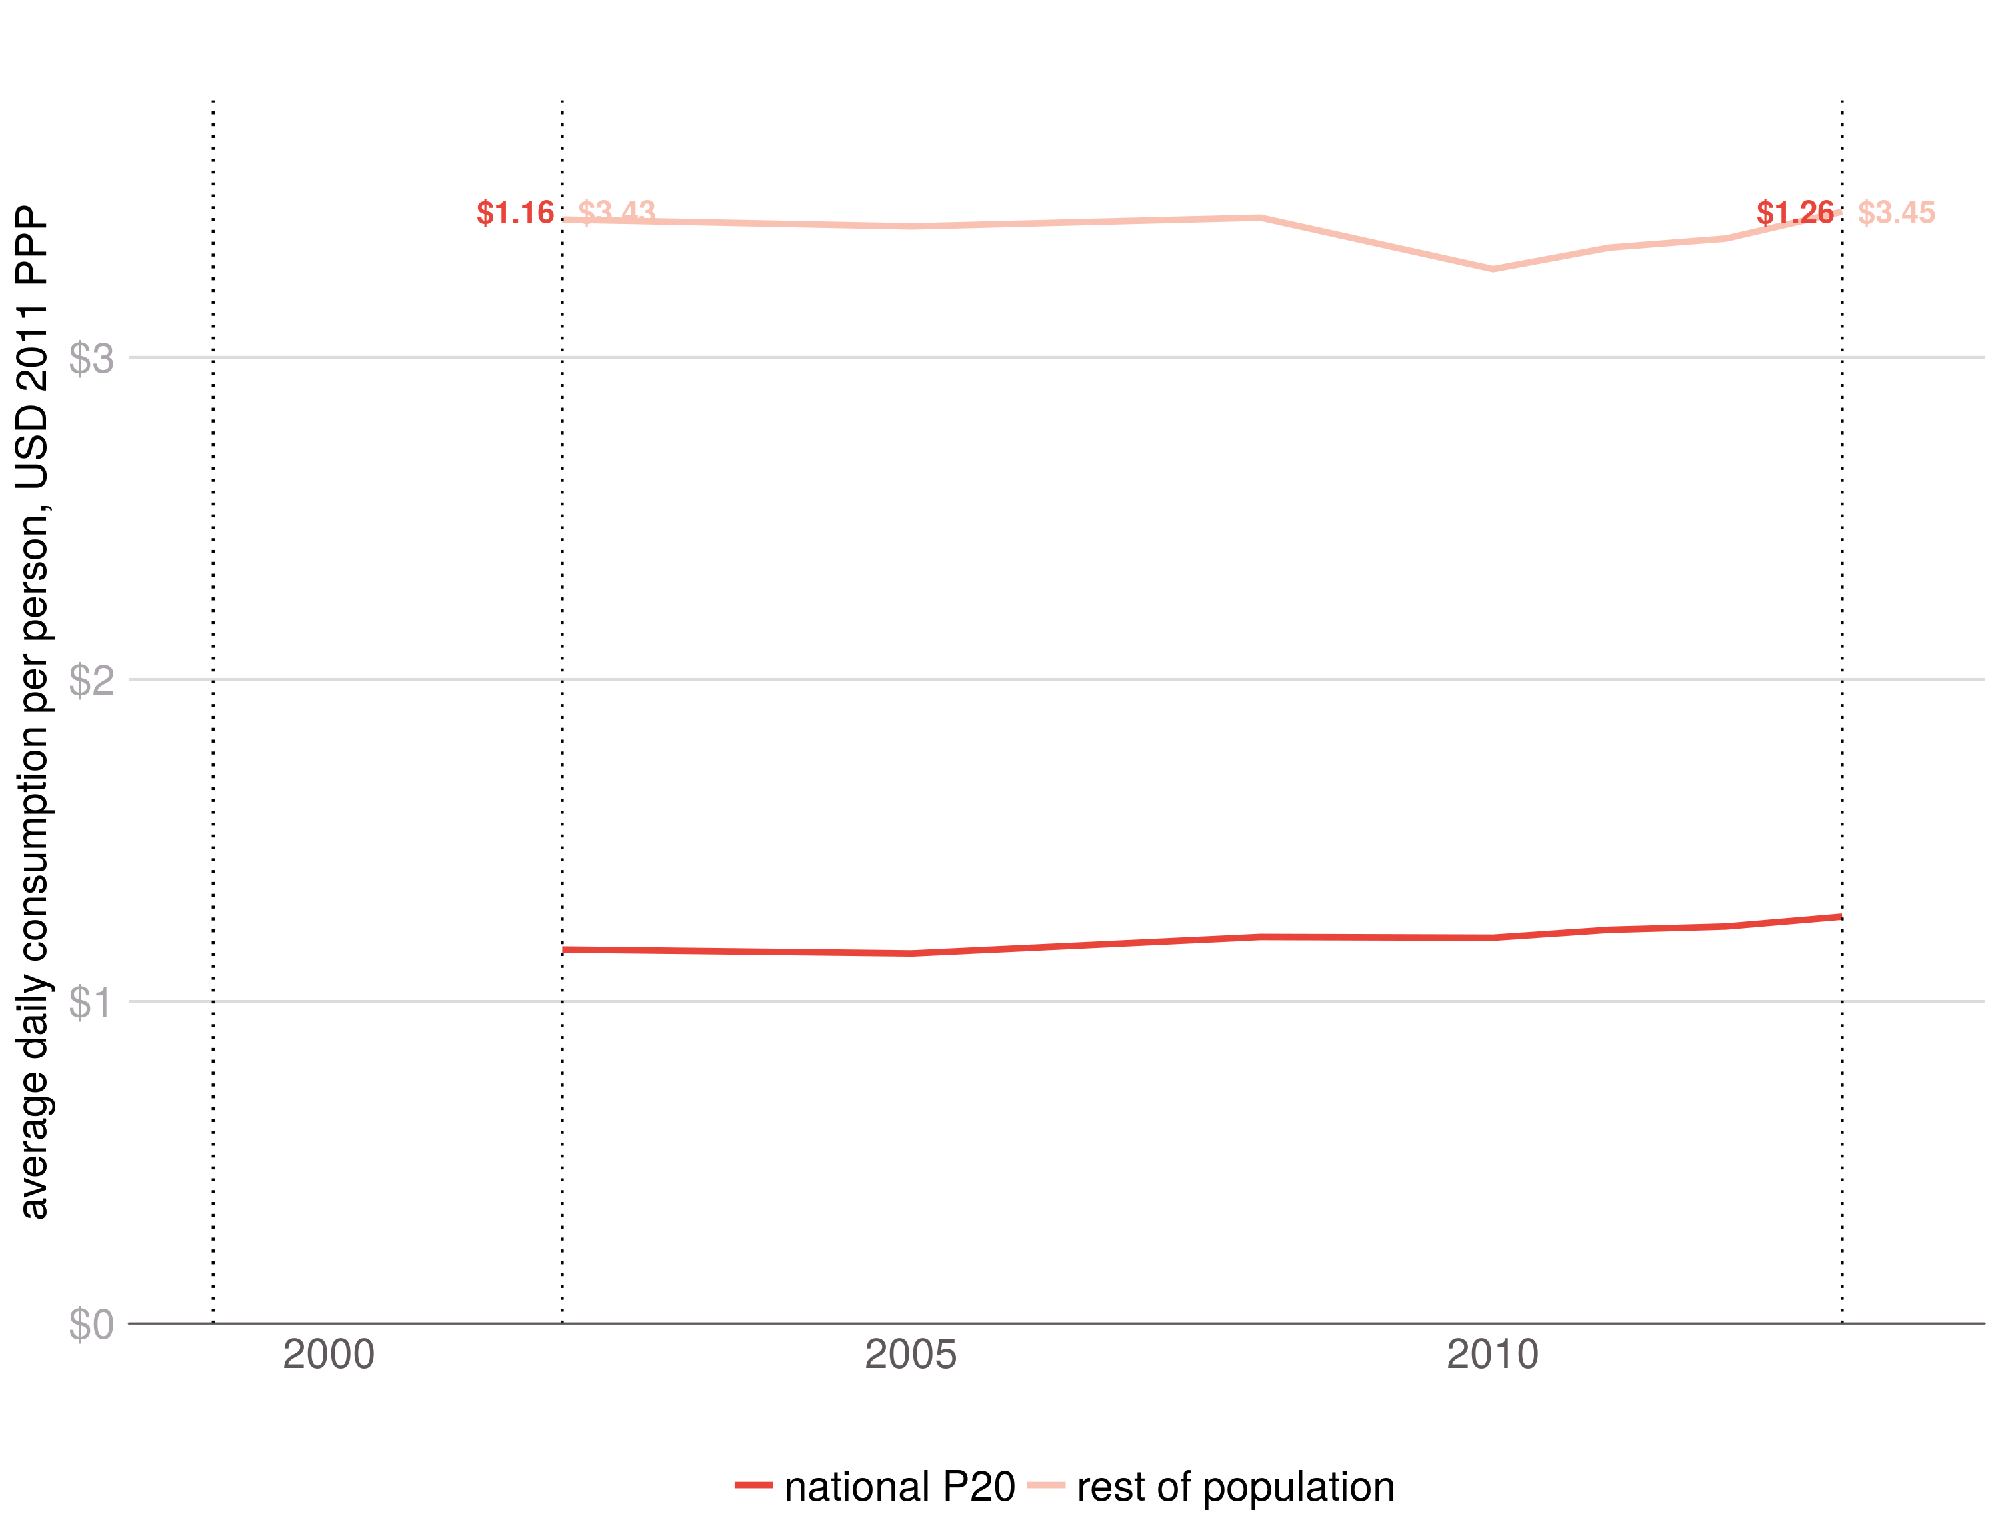 average daily consumption per person, USD 2011 PPP
$1.16 $3.43
$1.26 $3.45
$3
$2
$1
$0
2000 2005 2010
national P20 rest of population